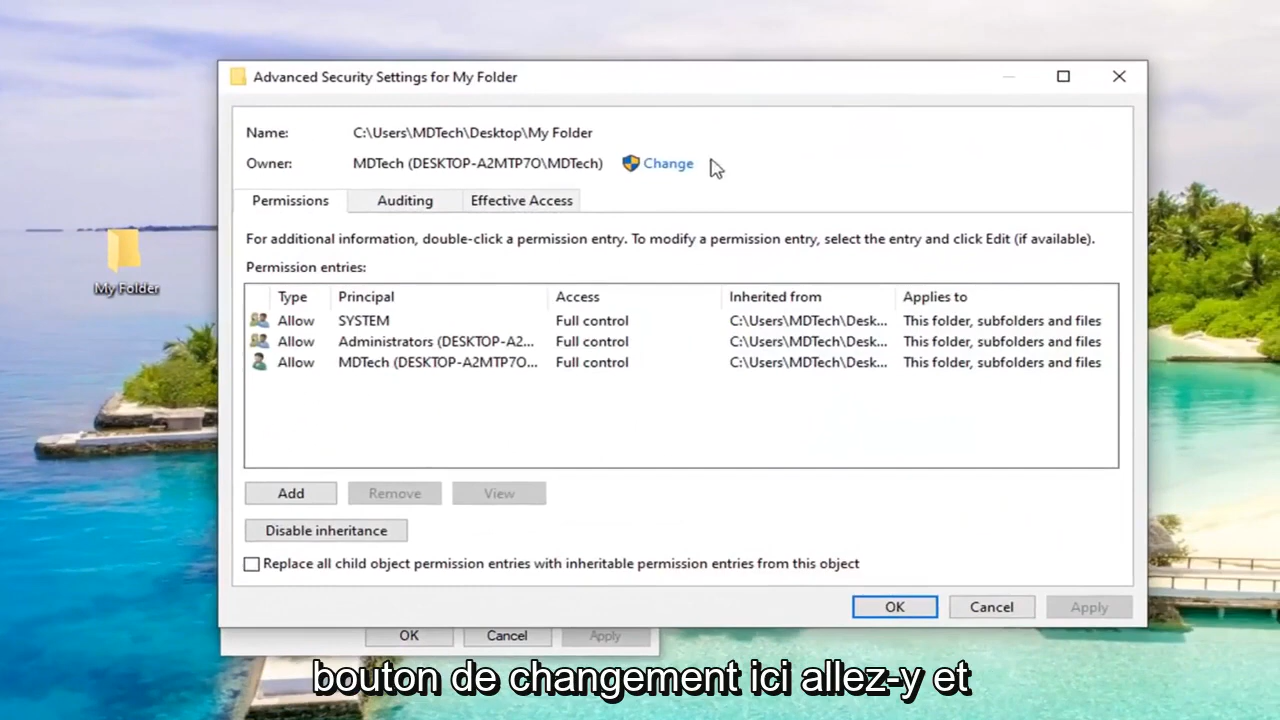 Advanced Security Settings for My Folder
Name: C:\Users\MDTech\Desktop\My Folder
Owner: MDTech (DESKTOP-A2MTP7O\MDTech) Change
Permissions Auditing Effective Access
For additional information, double-click a permission entry. To modify a permission entry, select the entry and click Edit (if available).
Permission entries:
Type Principal Access Inherited from Applies to
Allow SYSTEM Full control C:\Users\MDTech\Desk... This folder, subfolders and files
Allow Administrators (DESKTOP-A2... Full control C:\Users\MDTech\Desk... This folder, subfolders and files
Allow MDTech (DESKTOP-A2MTP7O... Full control C:\Users\MDTech\Desk... This folder, subfolders and files
My Folder
Add Remove View
Disable inheritance
Replace all child object permission entries with inheritable permission entries from this object
OK Cancel Apply
OK Cancel Apply
bouton de changement ici allez-y et